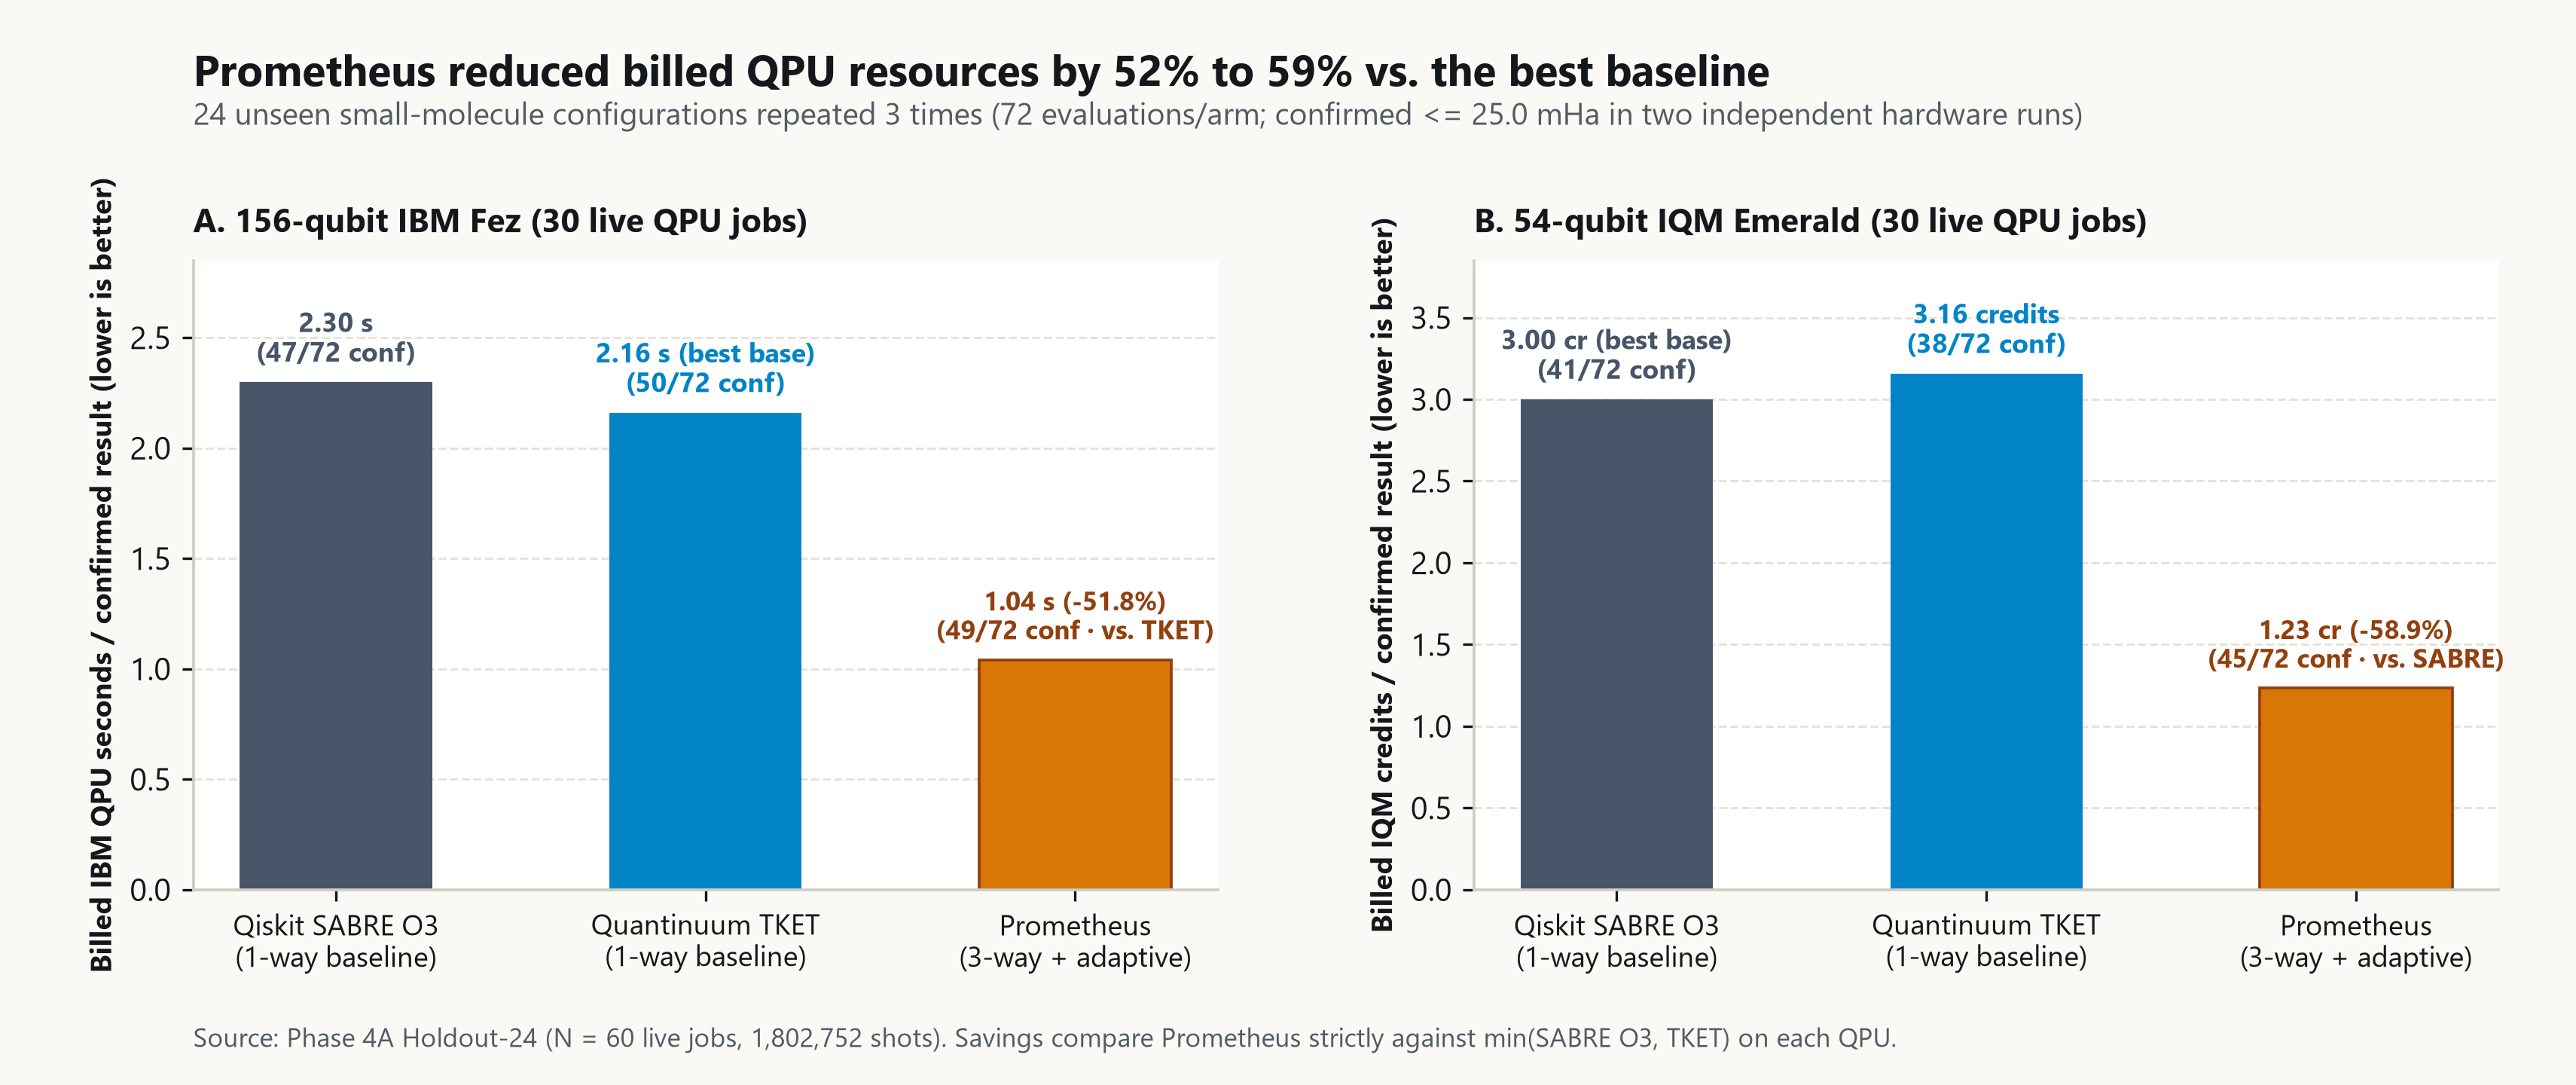 Prometheus reduced billed QPU resources by 52% to 59% vs. the best baseline
24 unseen small-molecule configurations repeated 3 times (72 evaluations/arm; confirmed <= 25.0 mHa in two independent hardware runs)
A. 156-qubit IBM Fez (30 live QPU jobs)
Billed IBM QPU seconds / confirmed result (lower is better)
2.5
2.0
1.5
1.0
0.5
0.0
2.30 s
(47/72 conf)
2.16 s (best base)
(50/72 conf)
1.04 s (-51.8%)
(49/72 conf · vs. TKET)
Qiskit SABRE O3
(1-way baseline)
Quantinuum TKET
(1-way baseline)
Prometheus
(3-way + adaptive)
B. 54-qubit IQM Emerald (30 live QPU jobs)
Billed IQM credits / confirmed result (lower is better)
3.5
3.0
2.5
2.0
1.5
1.0
0.5
0.0
3.00 cr (best base)
(41/72 conf)
3.16 credits
(38/72 conf)
1.23 cr (-58.9%)
(45/72 conf · vs. SABRE)
Qiskit SABRE O3
(1-way baseline)
Quantinuum TKET
(1-way baseline)
Prometheus
(3-way + adaptive)
Source: Phase 4A Holdout-24 (N = 60 live jobs, 1,802,752 shots). Savings compare Prometheus strictly against min(SABRE O3, TKET) on each QPU.